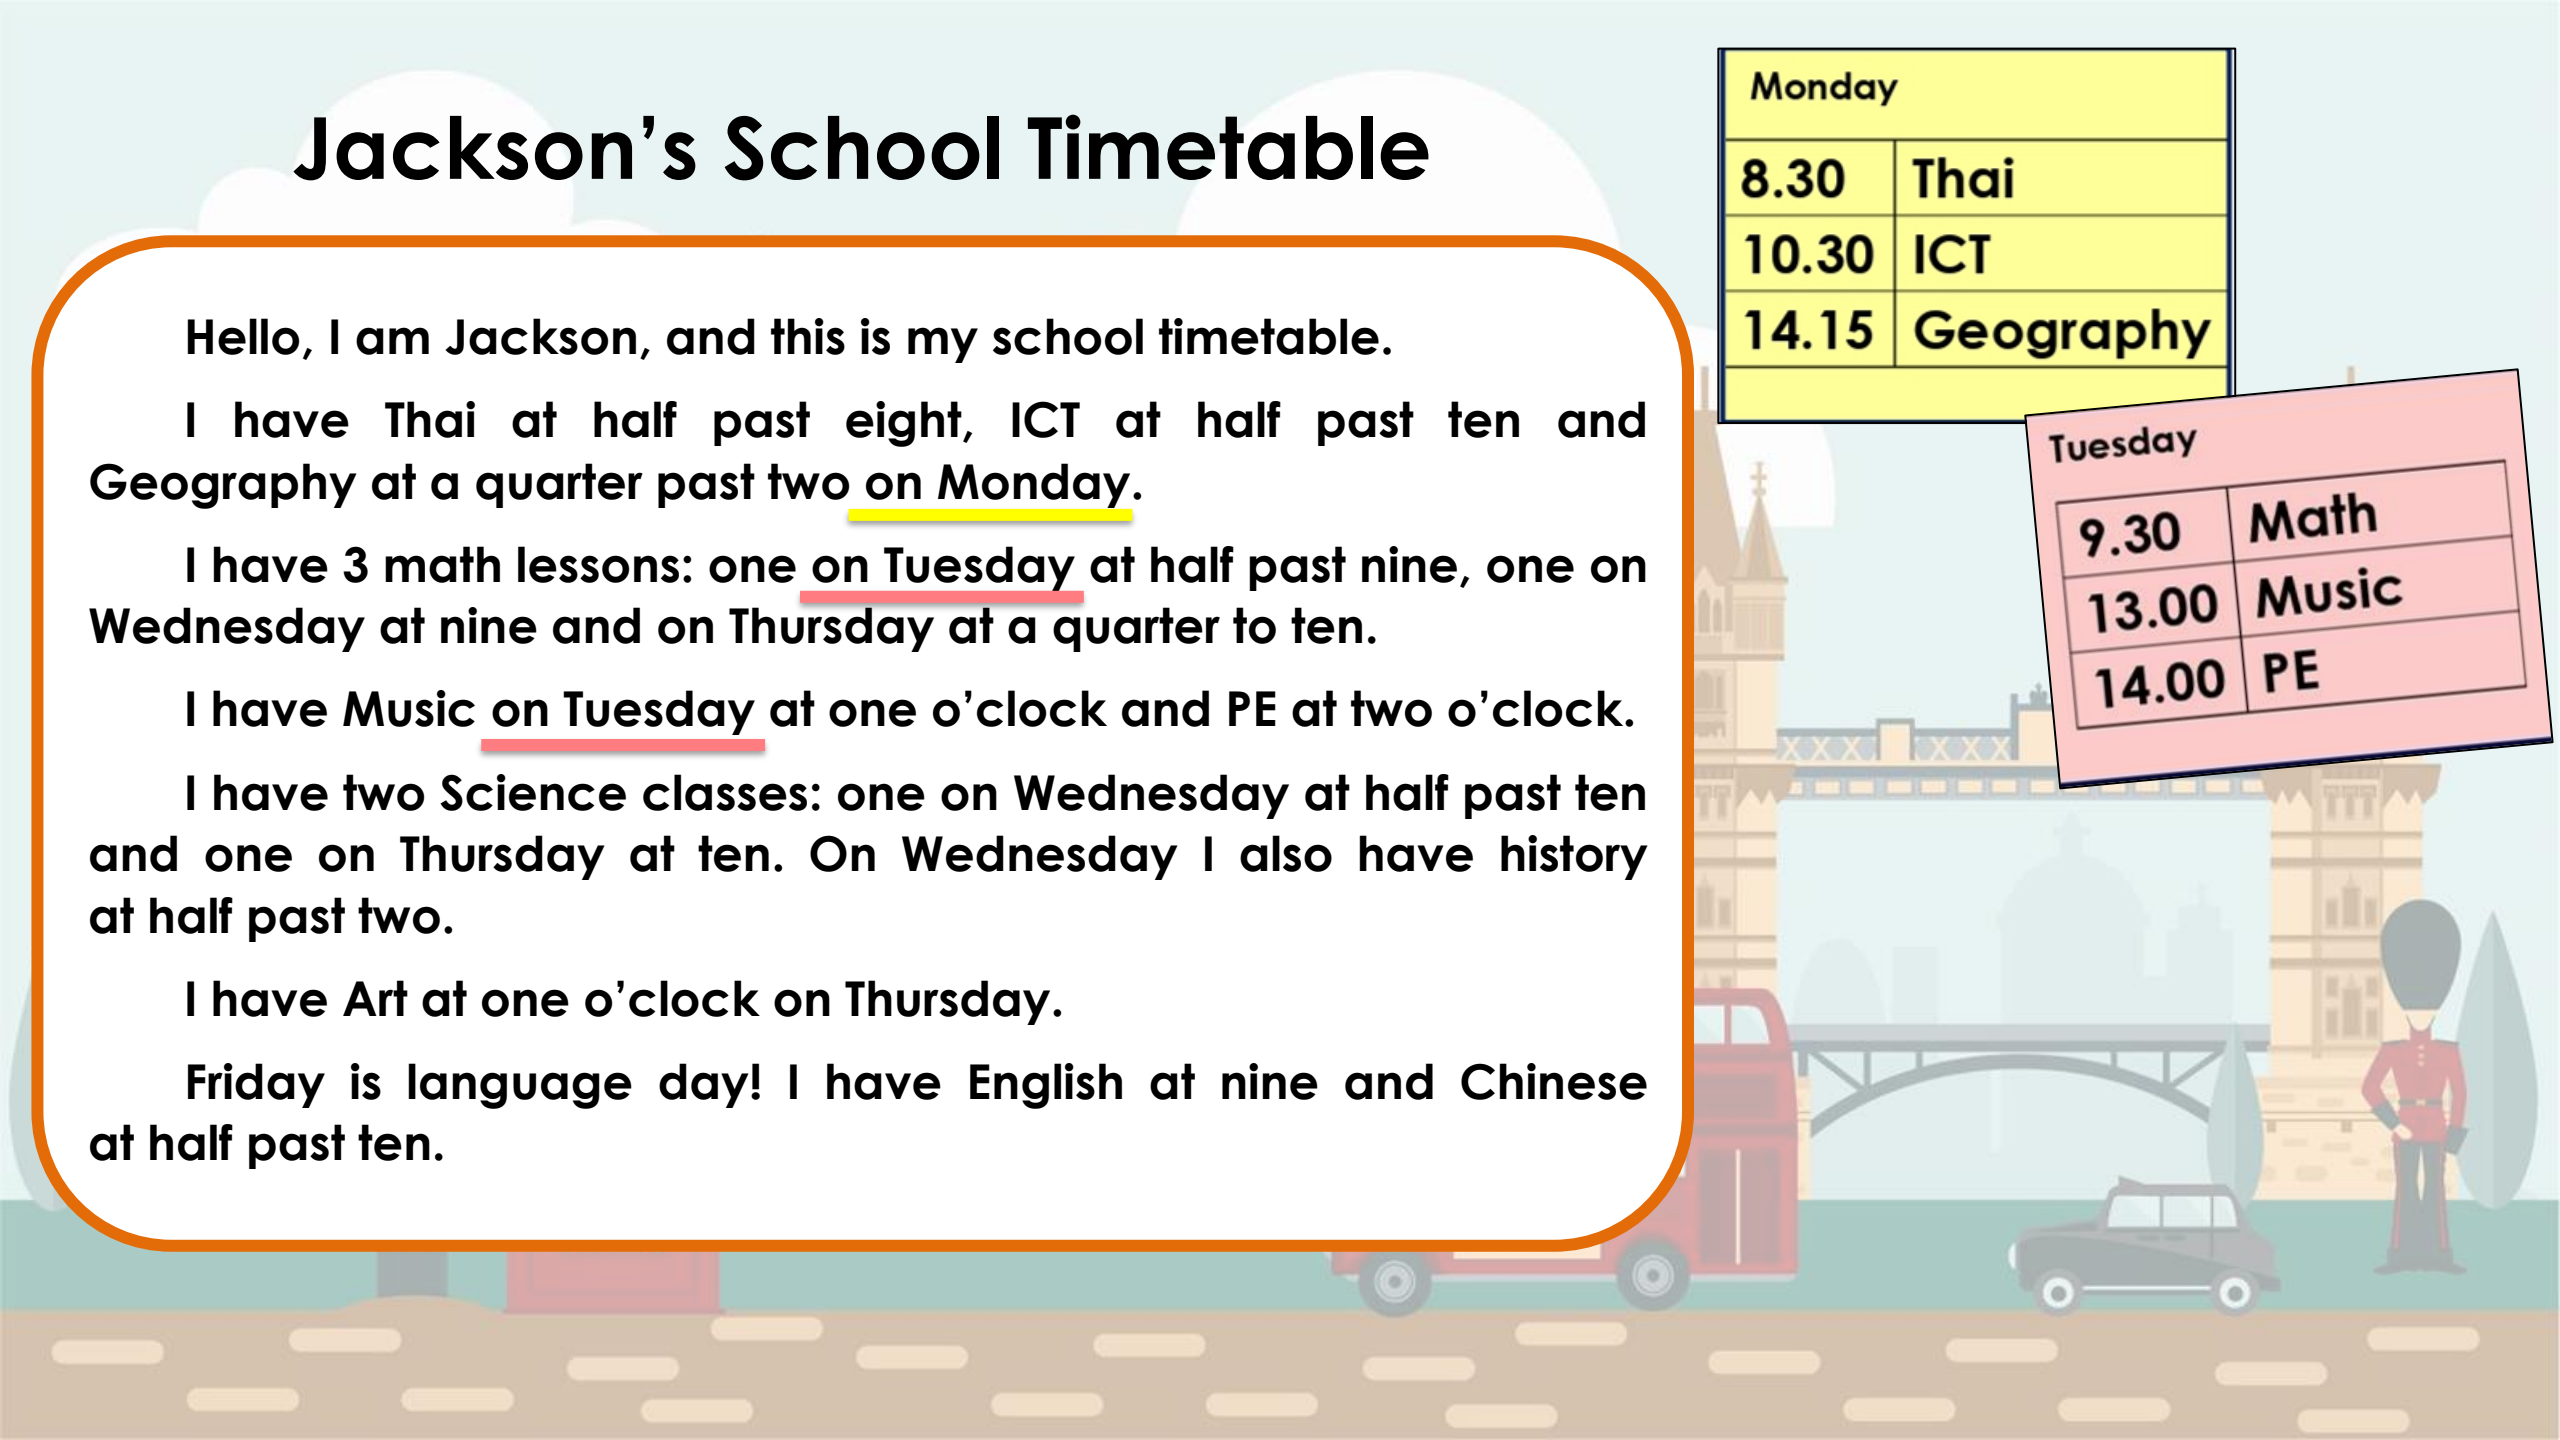 Jackson’s School Timetable
Hello, I am Jackson, and this is my school timetable.
I have Thai at half past eight, ICT at half past ten and
Geography at a quarter past two on Monday.
I have 3 math lessons: one on Tuesday at half past nine, one on
Wednesday at nine and on Thursday at a quarter to ten.
I have Music on Tuesday at one o’clock and PE at two o’clock.
I have two Science classes: one on Wednesday at half past ten
and one on Thursday at ten. On Wednesday I also have history
at half past two.
I have Art at one o’clock on Thursday.
Friday is language day! I have English at nine and Chinese
at half past ten.
Monday
8.30 Thai
10.30 ICT
14.15 Geography
Tuesday
9.30 Math
13.00 Music
14.00 PE